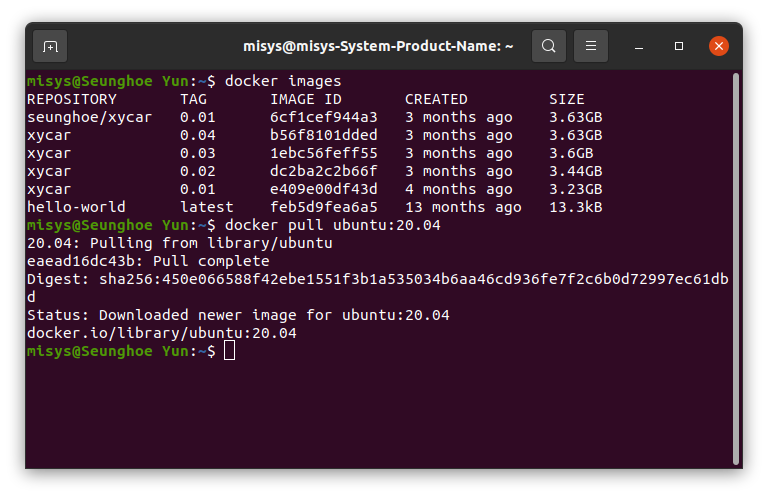 misys@misys-System-Product-Name: ~
misys@Seunghoe Yun:~$ docker images
REPOSITORY TAG IMAGE ID CREATED SIZE
seunghoe/xycar 0.01 6cf1cef944a3 3 months ago 3.63GB
xycar 0.04 b56f8101dded 3 months ago 3.63GB
xycar 0.03 1ebc56feff55 3 months ago 3.6GB
xycar 0.02 dc2ba2c2b66f 3 months ago 3.44GB
xycar 0.01 e409e00df43d 4 months ago 3.23GB
hello-world latest feb5d9fea6a5 13 months ago 13.3kB
misys@Seunghoe Yun:~$ docker pull ubuntu:20.04
20.04: Pulling from library/ubuntu
eaead16dc43b: Pull complete
Digest: sha256:450e066588f42ebe1551f3b1a535034b6aa46cd936fe7f2c6b0d72997ec61db
d
Status: Downloaded newer image for ubuntu:20.04
docker.io/library/ubuntu:20.04
misys@Seunghoe Yun:~$